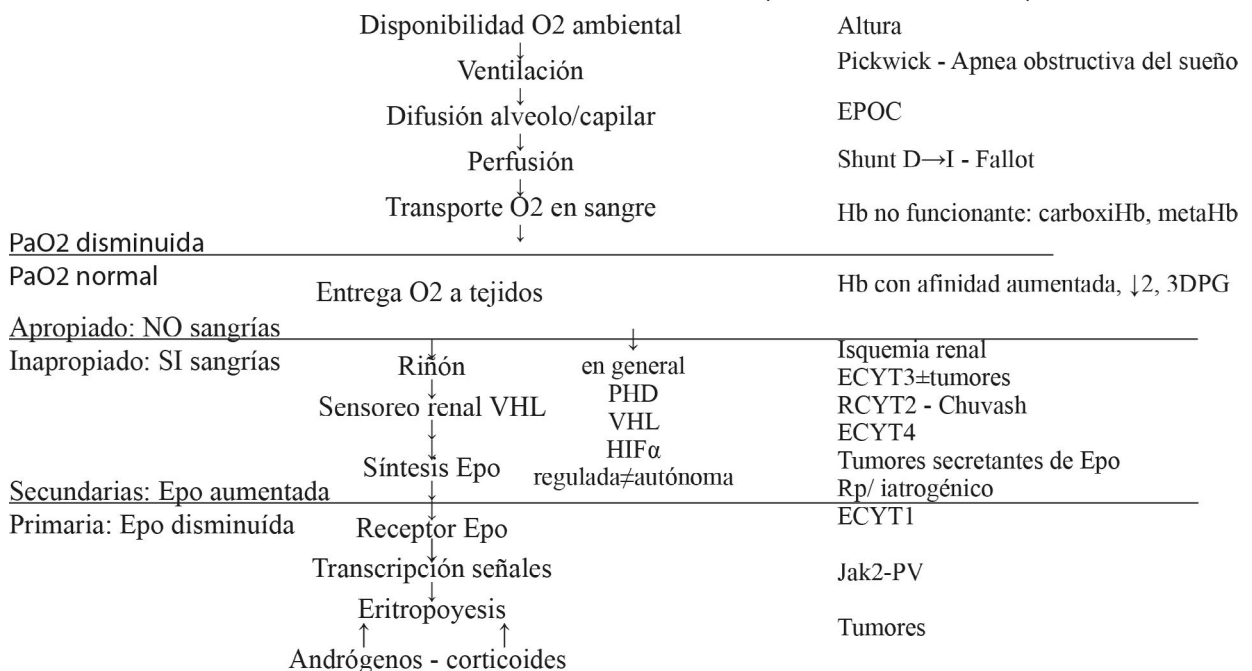 Disponibilidad O2 ambiental Altura
↓
Ventilación Pickwick - Apnea obstructiva del sueño
↓
Difusión alveolo/capilar EPOC
↓
Perfusión Shunt D→I - Fallot
↓
Transporte O2 en sangre Hb no funcionante: carboxiHb, metaHb
↓
PaO2 disminuida
PaO2 normal
Entrega O2 a tejidos Hb con afinidad aumentada, ↓2, 3DPG
Apropiado: NO sangrías
↓ ↓
Inapropiado: SI sangrías Riñón en general Isquemia renal
↓ PHD ECYT3±tumores
Sensoreo renal VHL VHL RCYT2 - Chuvash
↓ HIFα ECYT4
Síntesis Epo regulada≠autónoma Tumores secretantes de Epo
Secundarias: Epo aumentada ↓ Rp/ iatrogénico
Primaria: Epo disminuída Receptor Epo ECYT1
↓
Transcripción señales Jak2-PV
↓
Eritropoyesis
↑ ↑ Tumores
Andrógenos - corticoides